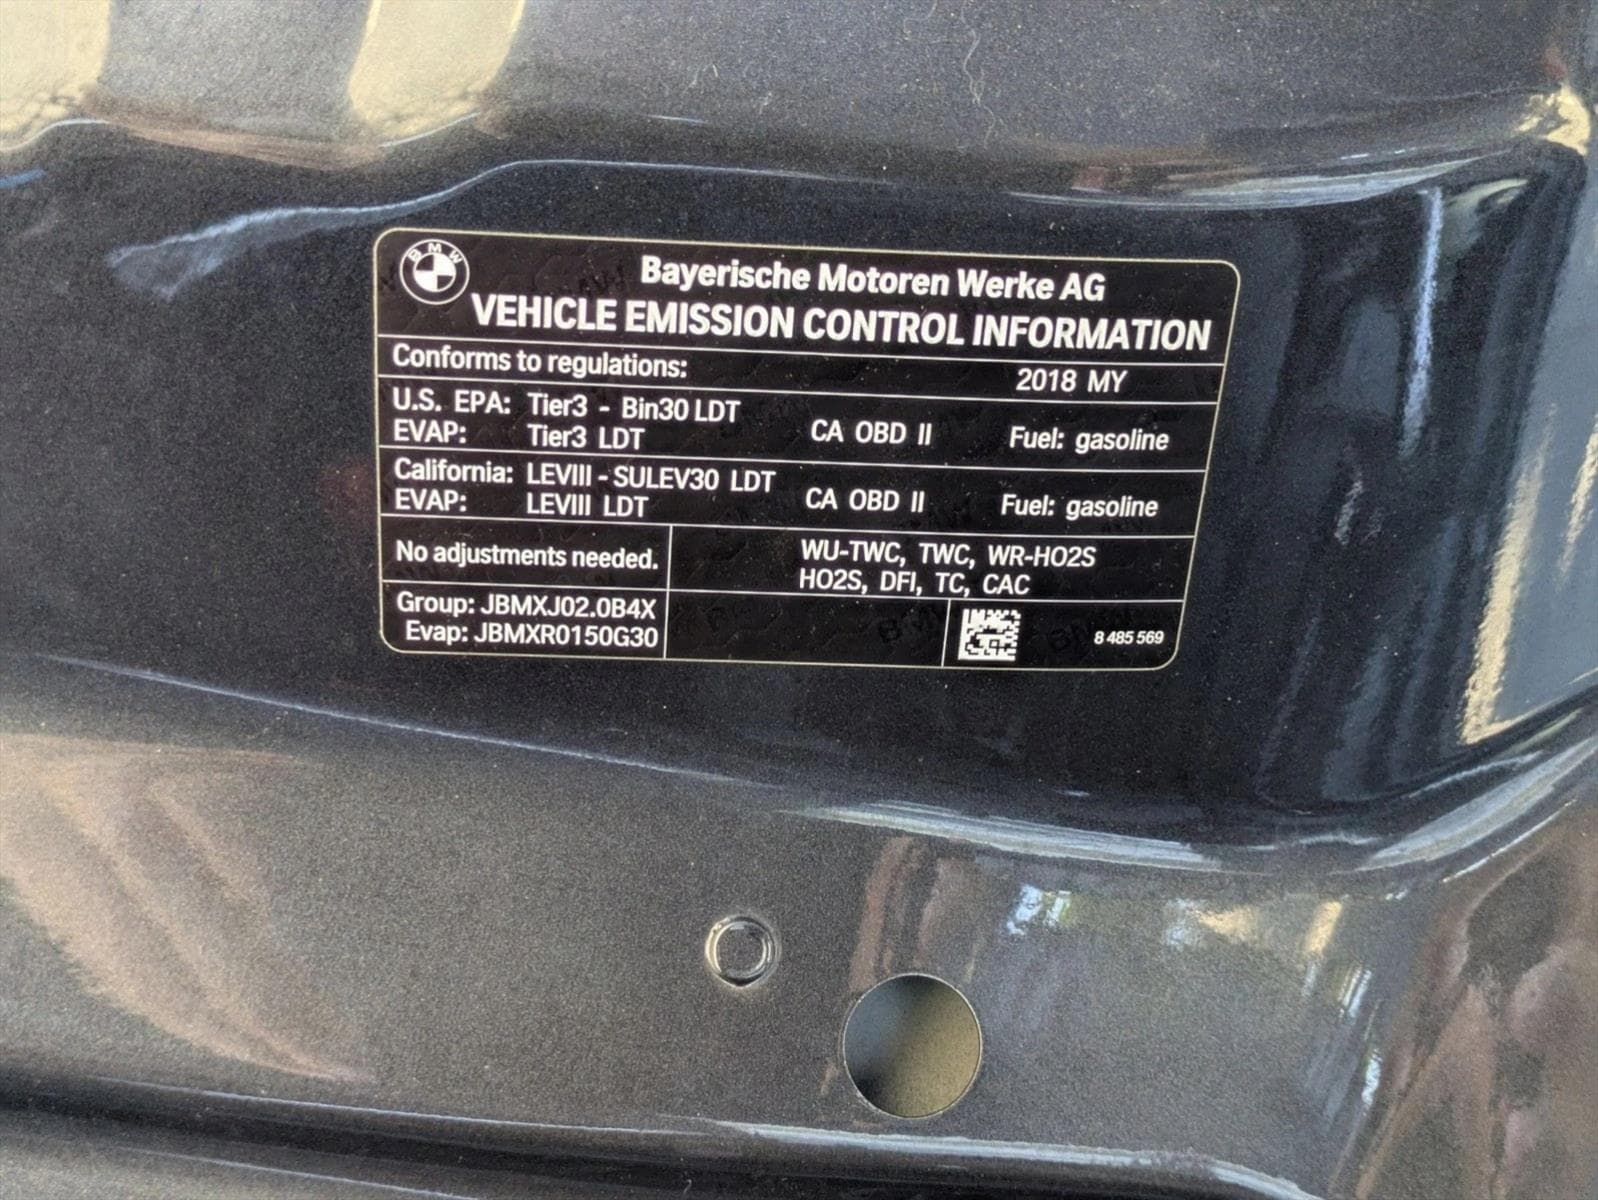 BMW
Bayerische Motoren Werke AG
VEHICLE EMISSION CONTROL INFORMATION
Conforms to regulations: 2018 MY
U.S. EPA: Tier3 - Bin30 LDT
EVAP: Tier3 LDT CA OBD II Fuel: gasoline
California: LEVIII - SULEV30 LDT
EVAP: LEVIII LDT CA OBD II Fuel: gasoline
No adjustments needed.
WU-TWC, TWC, WR-HO2S
HO2S, DFI, TC, CAC
Group: JBMXJ02.0B4X
Evap: JBMXR0150G30
8 485 569